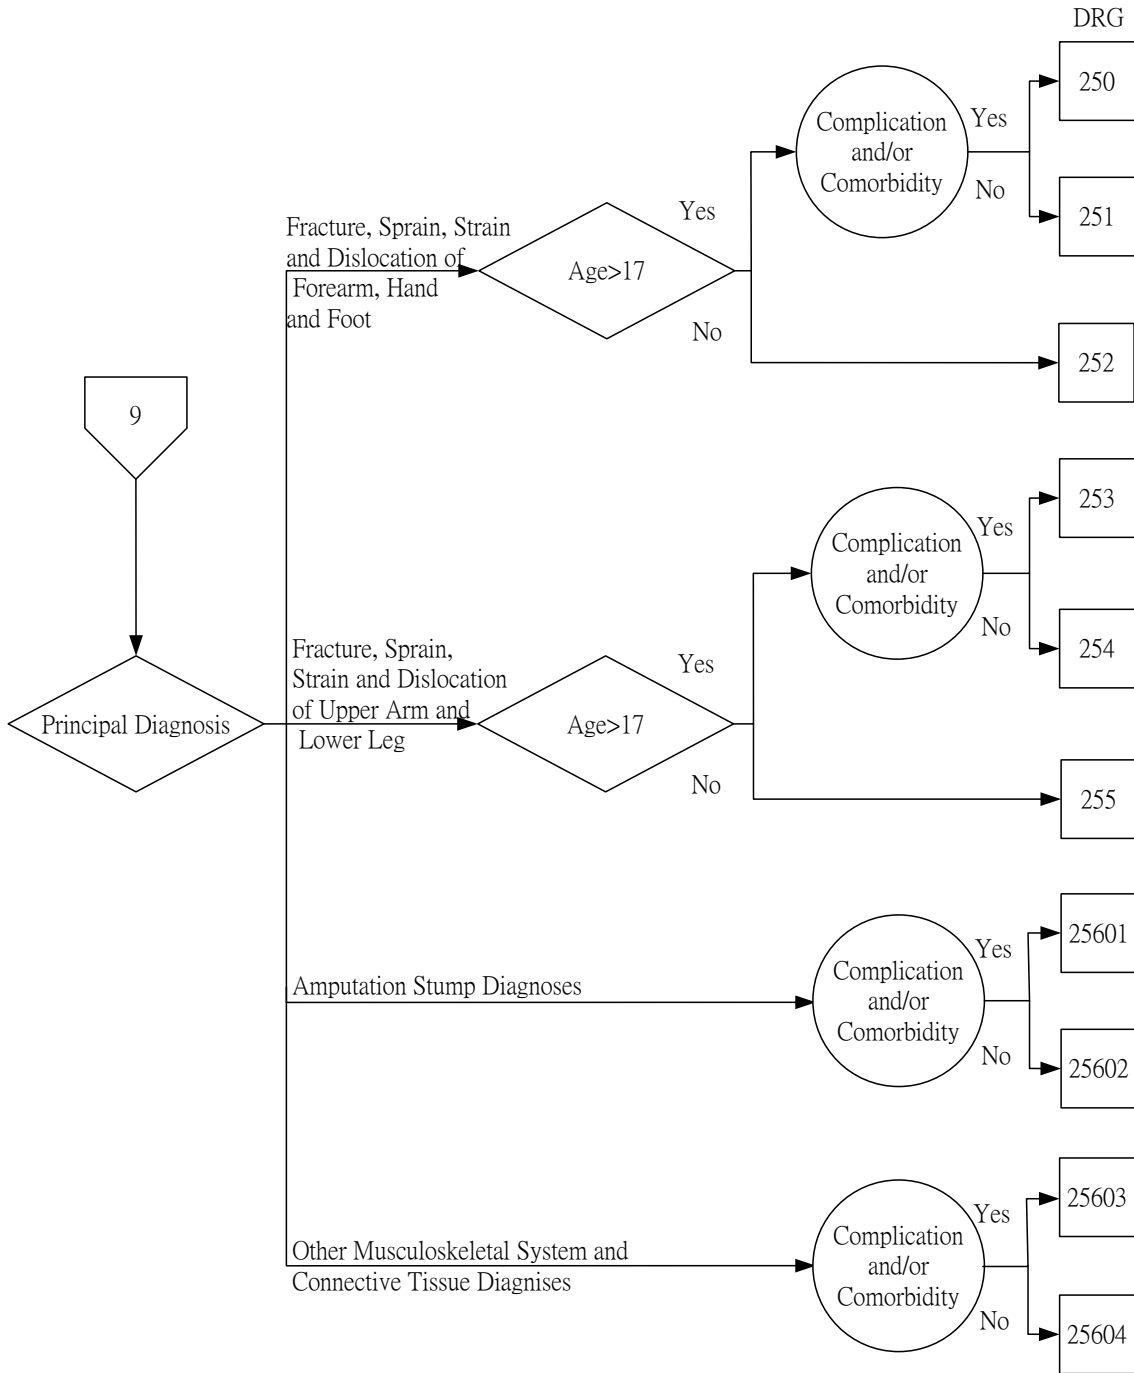 DRG
250
Complication
and/or
Comorbidity
Yes
No
251
Fracture, Sprain, Strain
and Dislocation of
Forearm, Hand
and Foot
Age>17
Yes
No
252
9
253
Complication
and/or
Comorbidity
Yes
No
254
Principal Diagnosis
Fracture, Sprain,
Strain and Dislocation
of Upper Arm and
Lower Leg
Age>17
Yes
No
255
25601
Amputation Stump Diagnoses
Complication
and/or
Comorbidity
Yes
No
25602
25603
Other Musculoskeletal System and
Connective Tissue Diagnises
Complication
and/or
Comorbidity
Yes
No
25604